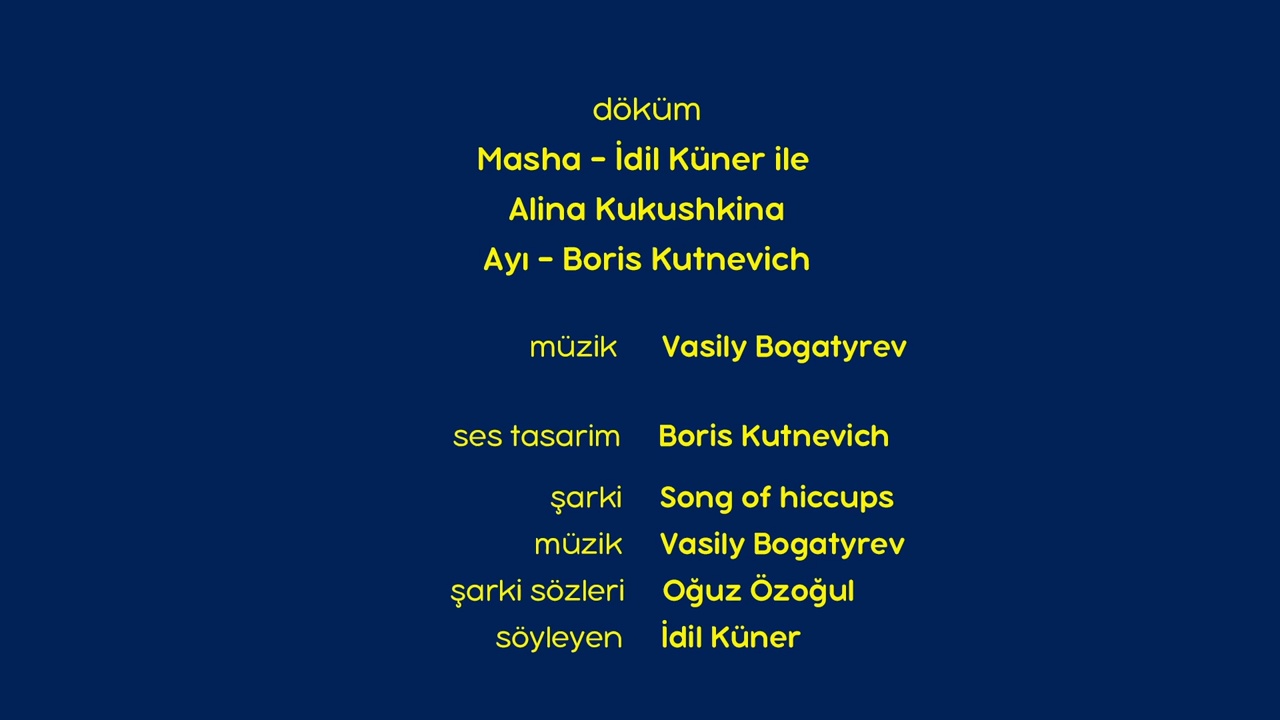 döküm
Masha - İdil Küner ile
Alina Kukushkina
Ayı - Boris Kutnevich
müzik Vasily Bogatyrev
ses tasarim Boris Kutnevich
şarki Song of hiccups
müzik Vasily Bogatyrev
şarki sözleri Oğuz Özoğul
söyleyen İdil Küner